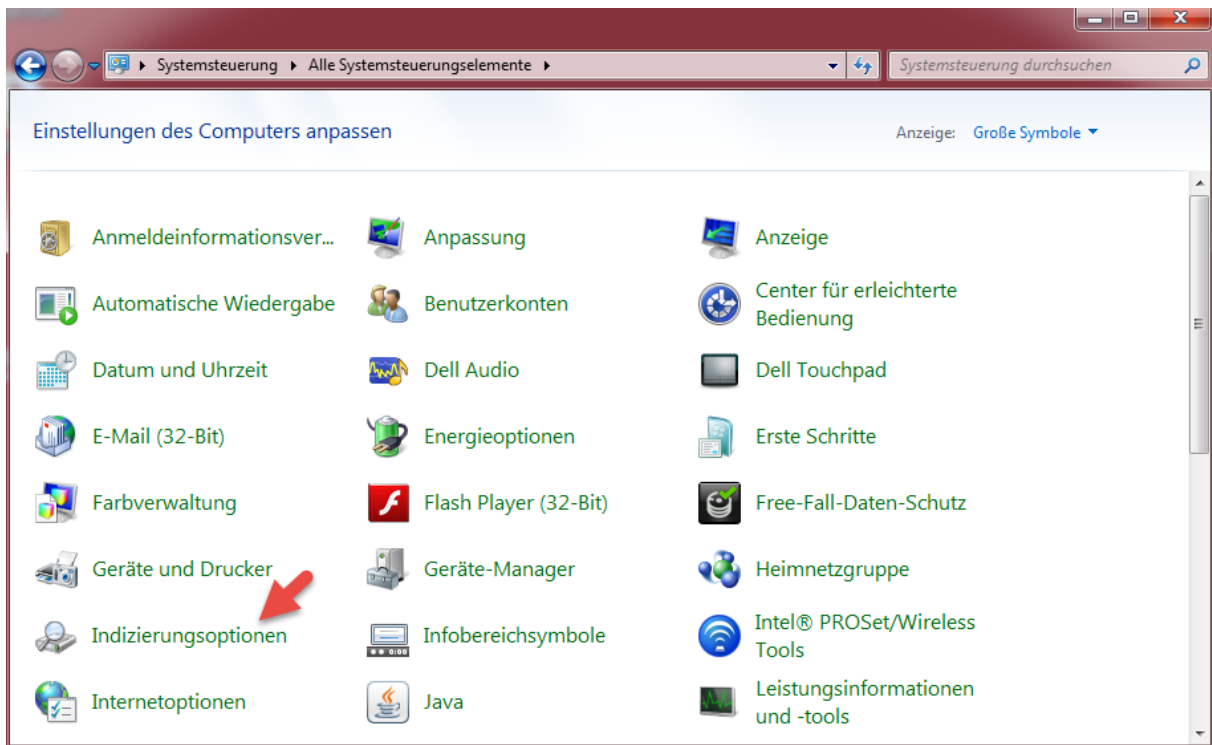 Systemsteuerung Alle Systemsteuerungselemente
Systemsteuerung durchsuchen
Einstellungen des Computers anpassen
Anzeige: Große Symbole
Anmeldeinformationsver... Anpassung Anzeige
Automatische Wiedergabe Benutzerkonten Center für erleichterte
Bedienung
Datum und Uhrzeit Dell Audio Dell Touchpad
E-Mail (32-Bit) Energieoptionen Erste Schritte
Farbverwaltung Flash Player (32-Bit) Free-Fall-Daten-Schutz
Geräte und Drucker Geräte-Manager Heimnetzgruppe
Indizierungsoptionen Infobereichsymbole Intel® PROSet/Wireless
Tools
Internetoptionen Java Leistungsinformationen
und -tools